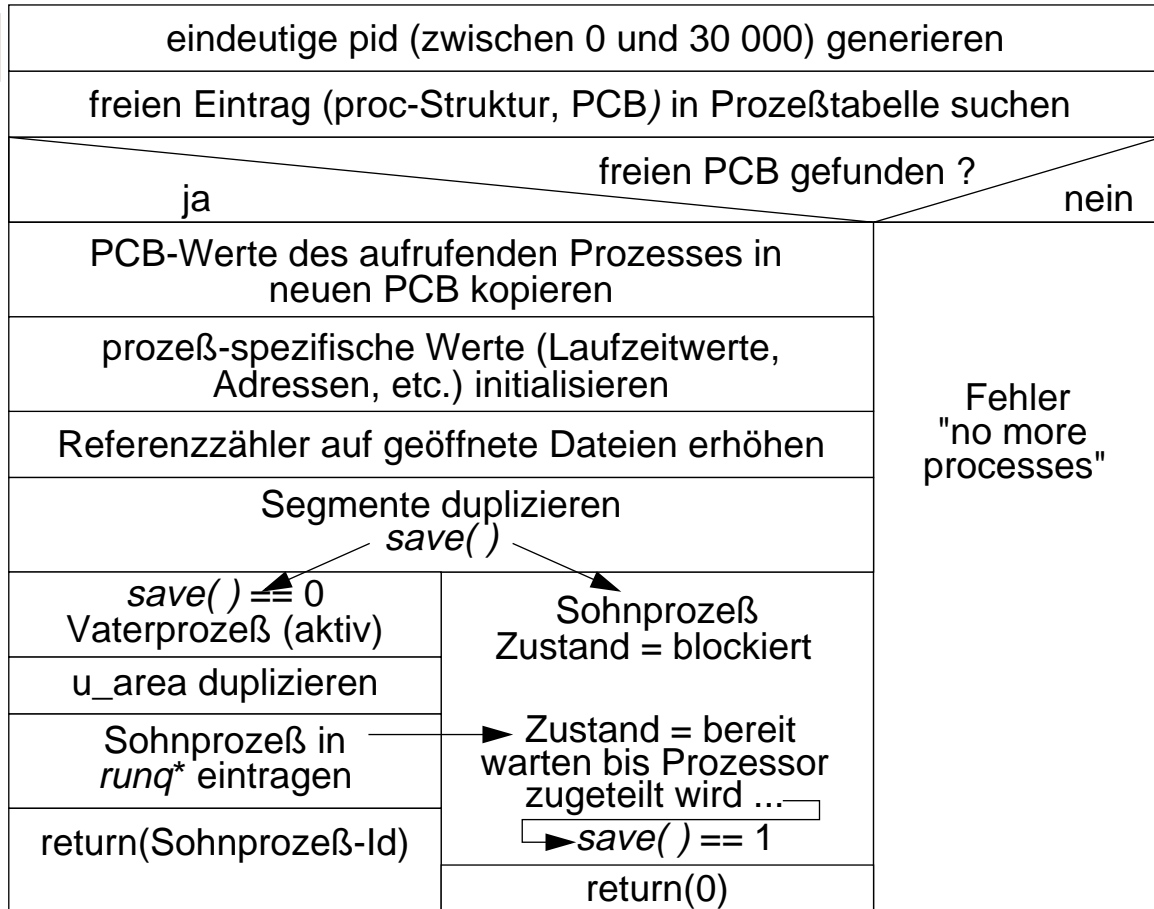 eindeutige pid (zwischen 0 und 30 000) generieren
freien Eintrag (proc-Struktur, PCB) in Prozeßtabelle suchen
freien PCB gefunden ?
ja
nein
PCB-Werte des aufrufenden Prozesses in
neuen PCB kopieren
prozeß-spezifische Werte (Laufzeitwerte,
Adressen, etc.) initialisieren
Referenzzähler auf geöffnete Dateien erhöhen
Segmente duplizieren
save( )
save( ) == 0
Vaterprozeß (aktiv)
u_area duplizieren
Sohnprozeß in
runq* eintragen
return(Sohnprozeß-Id)
Sohnprozeß
Zustand = blockiert
Zustand = bereit
warten bis Prozessor
zugeteilt wird ...
save( ) == 1
return(0)
Fehler
"no more
processes"